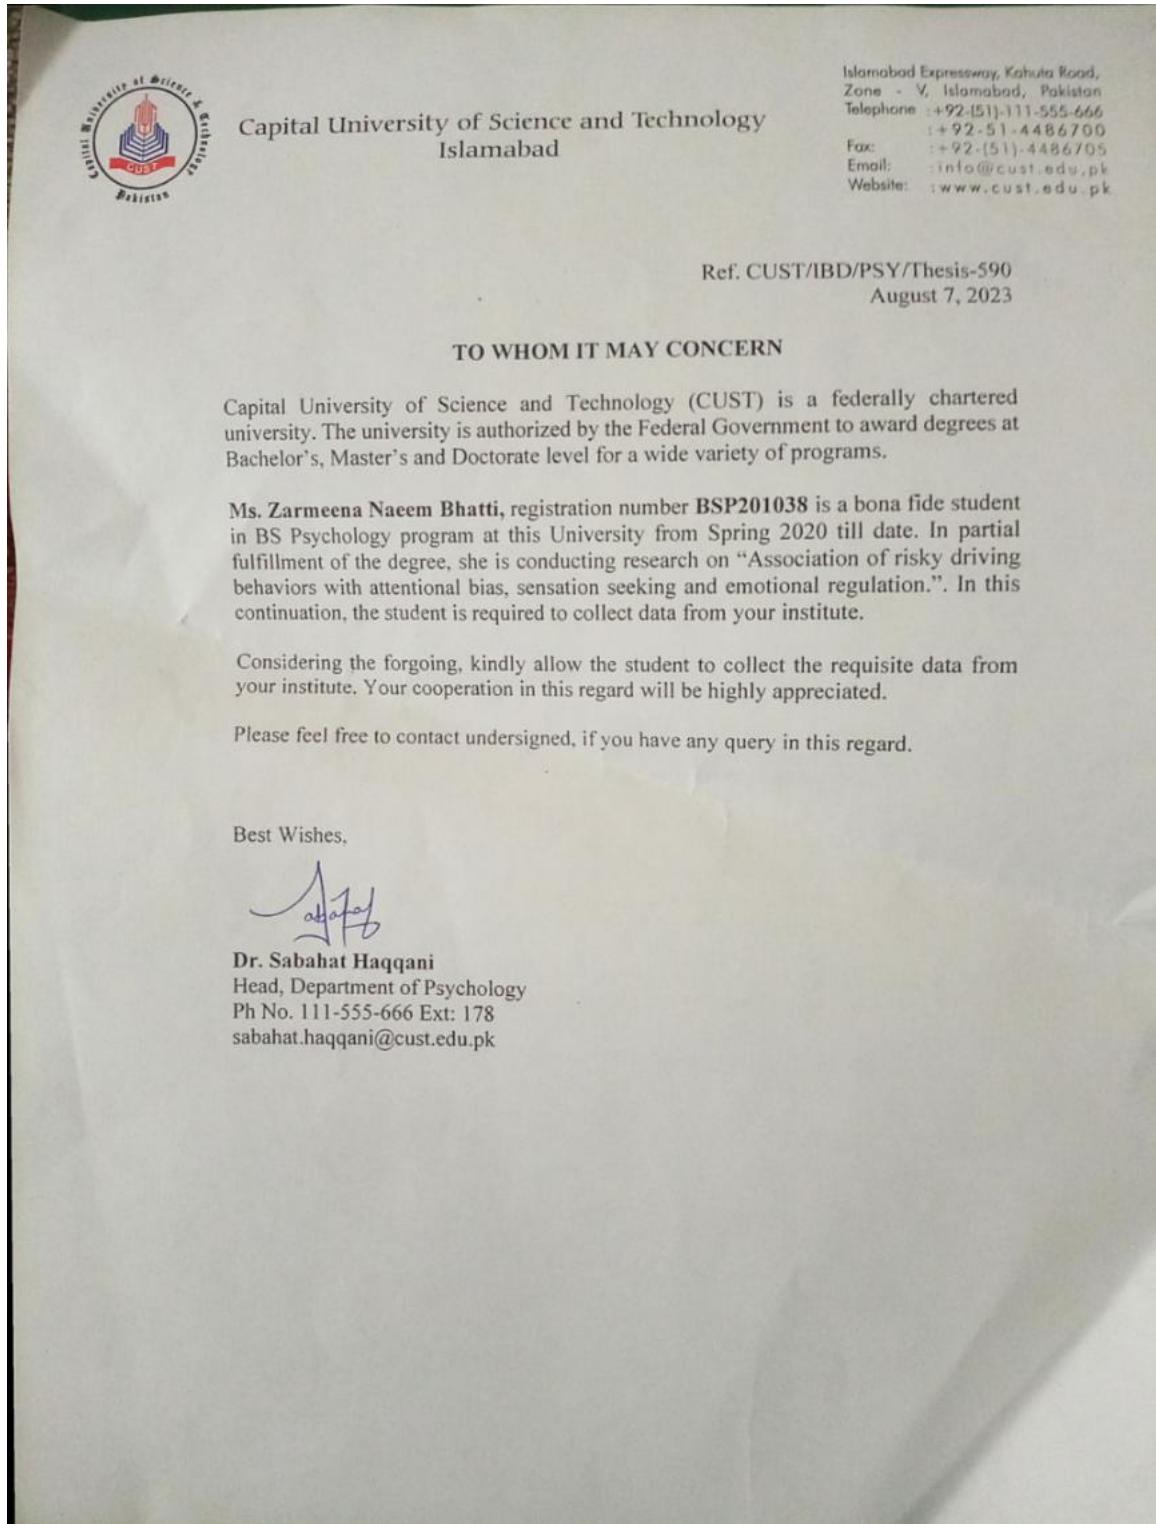 Capital University of Science & Technology
CUST
Pakistan
Capital University of Science and Technology
Islamabad
Islamabad Expressway, Kahuta Road,
Zone - V, Islamabad, Pakistan
Telephone :+92-(51)-111-555-666
:+92-51-4486700
Fax: :+92-(51)-4486705
Email: :info@cust.edu.pk
Website: :www.cust.edu.pk
Ref. CUST/IBD/PSY/Thesis-590
August 7, 2023
TO WHOM IT MAY CONCERN
Capital University of Science and Technology (CUST) is a federally chartered
university. The university is authorized by the Federal Government to award degrees at
Bachelor's, Master's and Doctorate level for a wide variety of programs.
Ms. Zarmeena Naeem Bhatti, registration number BSP201038 is a bona fide student
in BS Psychology program at this University from Spring 2020 till date. In partial
fulfillment of the degree, she is conducting research on “Association of risky driving
behaviors with attentional bias, sensation seeking and emotional regulation.”. In this
continuation, the student is required to collect data from your institute.
Considering the forgoing, kindly allow the student to collect the requisite data from
your institute. Your cooperation in this regard will be highly appreciated.
Please feel free to contact undersigned, if you have any query in this regard.
Best Wishes,
Dr. Sabahat Haqqani
Head, Department of Psychology
Ph No. 111-555-666 Ext: 178
sabahat.haqqani@cust.edu.pk